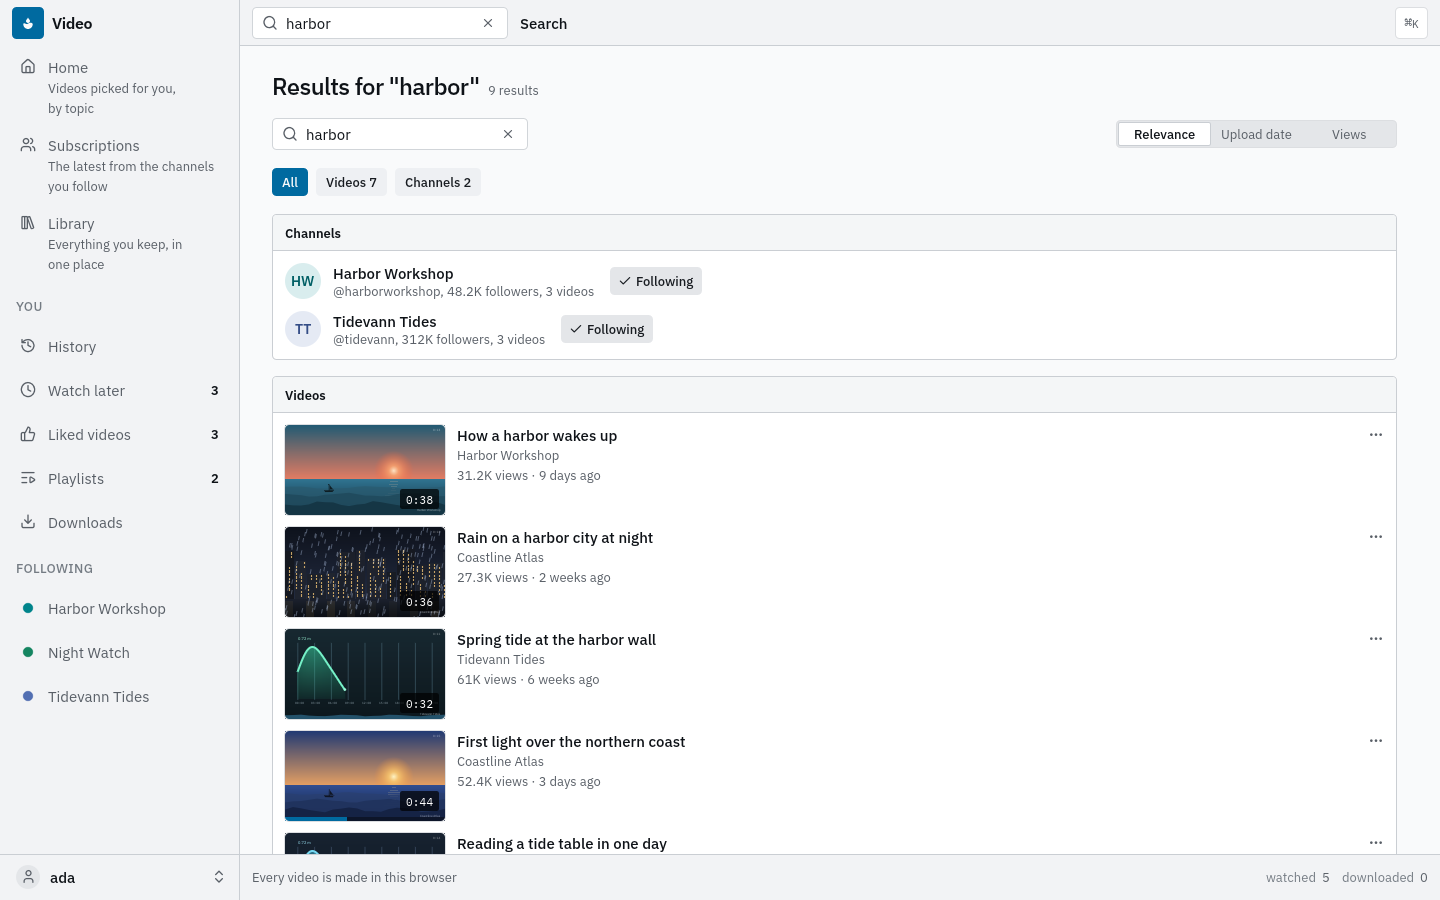 Video
harbor
Search
⌘K
Home
Videos picked for you,
by topic
Subscriptions
The latest from the channels
you follow
Library
Everything you keep, in
one place
YOU
History
Watch later 3
Liked videos 3
Playlists 2
Downloads
FOLLOWING
Harbor Workshop
Night Watch
Tidevann Tides
ada
Results for "harbor" 9 results
harbor
Relevance Upload date Views
All Videos 7 Channels 2
Channels
HW
Harbor Workshop
@harborworkshop, 48.2K followers, 3 videos
Following
TT
Tidevann Tides
@tidevann, 312K followers, 3 videos
Following
Videos
0:38
How a harbor wakes up
Harbor Workshop
31.2K views · 9 days ago
0:36
Rain on a harbor city at night
Coastline Atlas
27.3K views · 2 weeks ago
0:32
Spring tide at the harbor wall
Tidevann Tides
61K views · 6 weeks ago
0:44
First light over the northern coast
Coastline Atlas
52.4K views · 3 days ago
Reading a tide table in one day
Every video is made in this browser
watched 5 downloaded 0